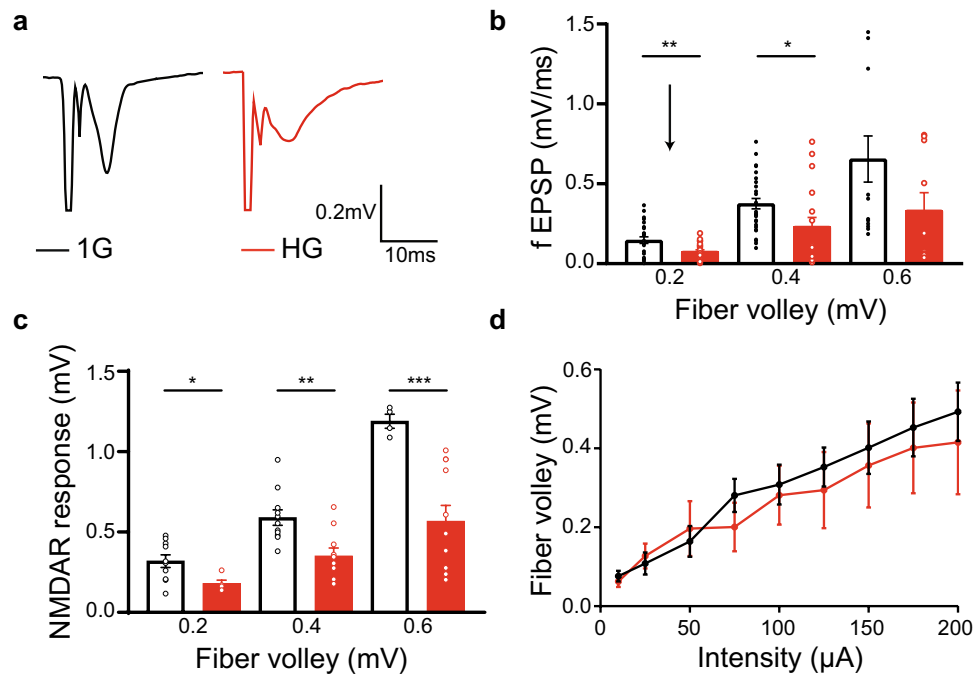 a
0.2mV
10ms
1G
HG
b
f EPSP (mV/ms)
1.5
1.0
0.5
0.0
**
*
0.2
0.4
0.6
Fiber volley (mV)
c
NMDAR response (mV)
1.5
1.0
0.5
0.0
*
**
***
0.2
0.4
0.6
Fiber volley (mV)
d
Fiber volley (mV)
0.6
0.4
0.2
0.0
0
50
100
150
200
Intensity (µA)